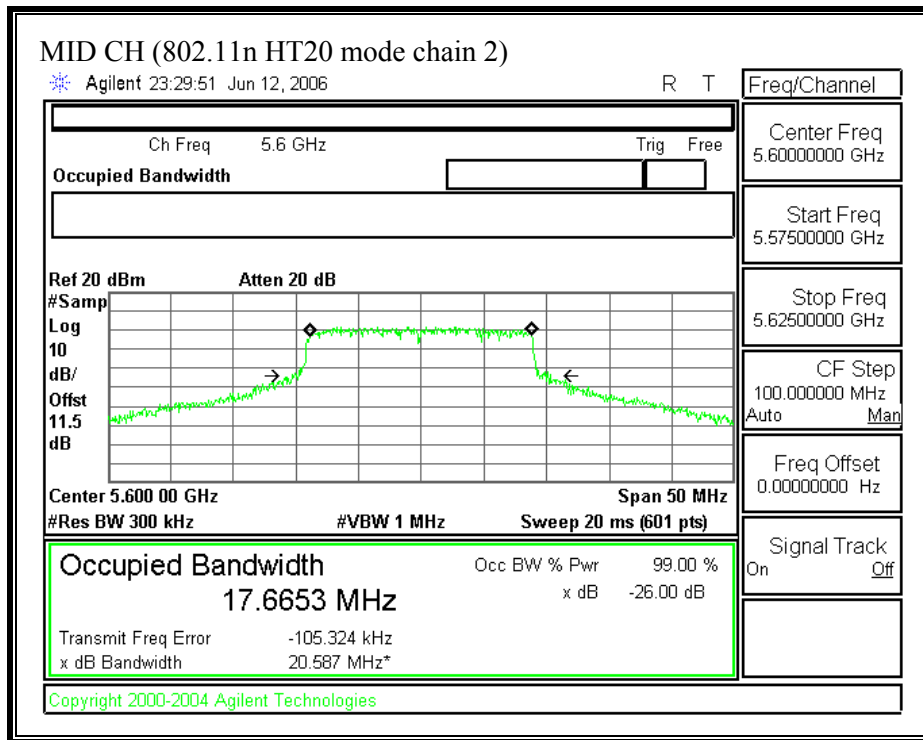 MID CH (802.11n HT20 mode chain 2)
Agilent 23:29:51 Jun 12, 2006 R T
Freq/Channel
Ch Freq 5.6 GHz Trig Free
Occupied Bandwidth
Center Freq
5.60000000 GHz
Start Freq
5.57500000 GHz
Stop Freq
5.62500000 GHz
CF Step
100.000000 MHz
Auto Man
Freq Offset
0.00000000 Hz
Signal Track
On Off
Ref 20 dBm Atten 20 dB
#Samp
Log
10
dB/
Offst
11.5
dB
Center 5.600 00 GHz Span 50 MHz
#Res BW 300 kHz #VBW 1 MHz Sweep 20 ms (601 pts)
Occupied Bandwidth
17.6653 MHz
Occ BW % Pwr 99.00 %
x dB -26.00 dB
Transmit Freq Error -105.324 kHz
x dB Bandwidth 20.587 MHz*
Copyright 2000-2004 Agilent Technologies